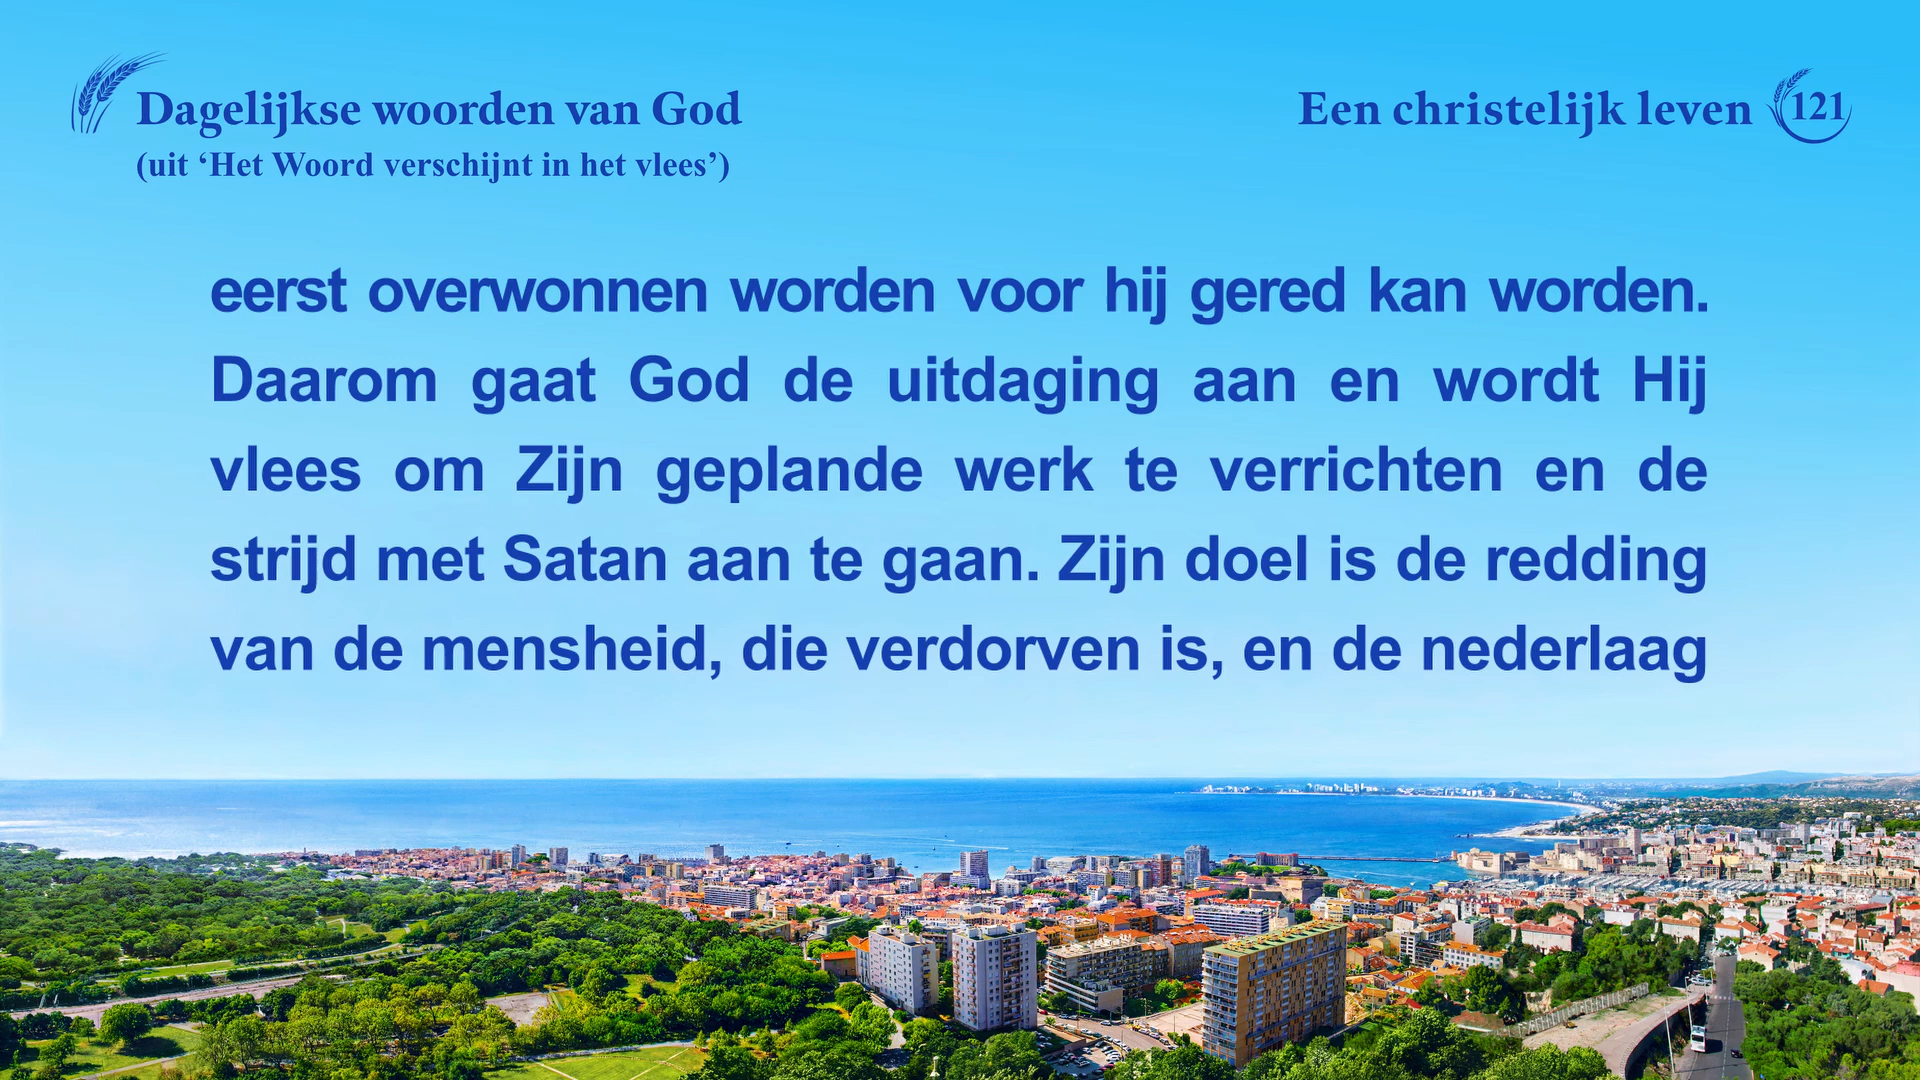 Dagelijkse woorden van God
(uit ‘Het Woord verschijnt in het vlees’)
Een christelijk leven 121
eerst overwonnen worden voor hij gered kan worden.
Daarom gaat God de uitdaging aan en wordt Hij
vlees om Zijn geplande werk te verrichten en de
strijd met Satan aan te gaan. Zijn doel is de redding
van de mensheid, die verdorven is, en de nederlaag